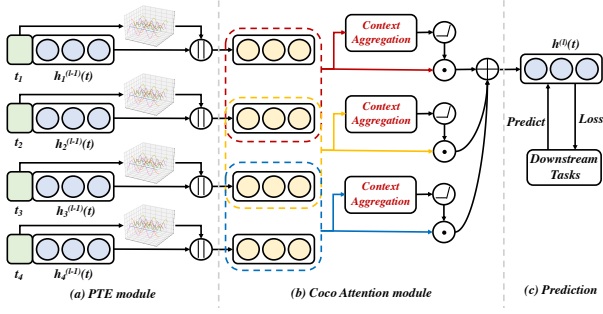 t₁
h₁⁽ˡ⁻¹⁾(t)
||
t₂
h₂⁽ˡ⁻¹⁾(t)
||
t₃
h₃⁽ˡ⁻¹⁾(t)
||
t₄
h₄⁽ˡ⁻¹⁾(t)
||
(a) PTE module
Context
Aggregation
Context
Aggregation
Context
Aggregation
(b) Coco Attention module
h⁽ˡ⁾(t)
Predict
Loss
Downstream
Tasks
(c) Prediction